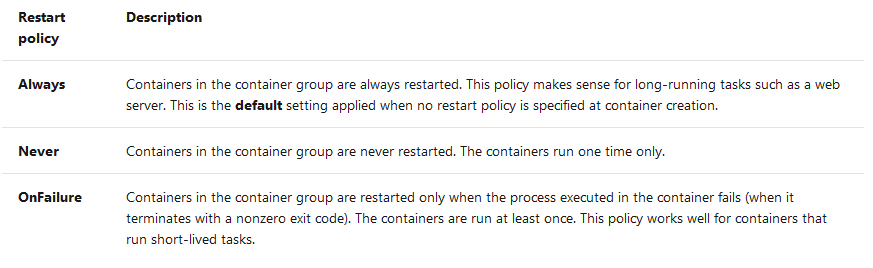 Restart policy Description
Always Containers in the container group are always restarted. This policy makes sense for long-running tasks such as a web
server. This is the default setting applied when no restart policy is specified at container creation.
Never Containers in the container group are never restarted. The containers run one time only.
OnFailure Containers in the container group are restarted only when the process executed in the container fails (when it
terminates with a nonzero exit code). The containers are run at least once. This policy works well for containers that
run short-lived tasks.